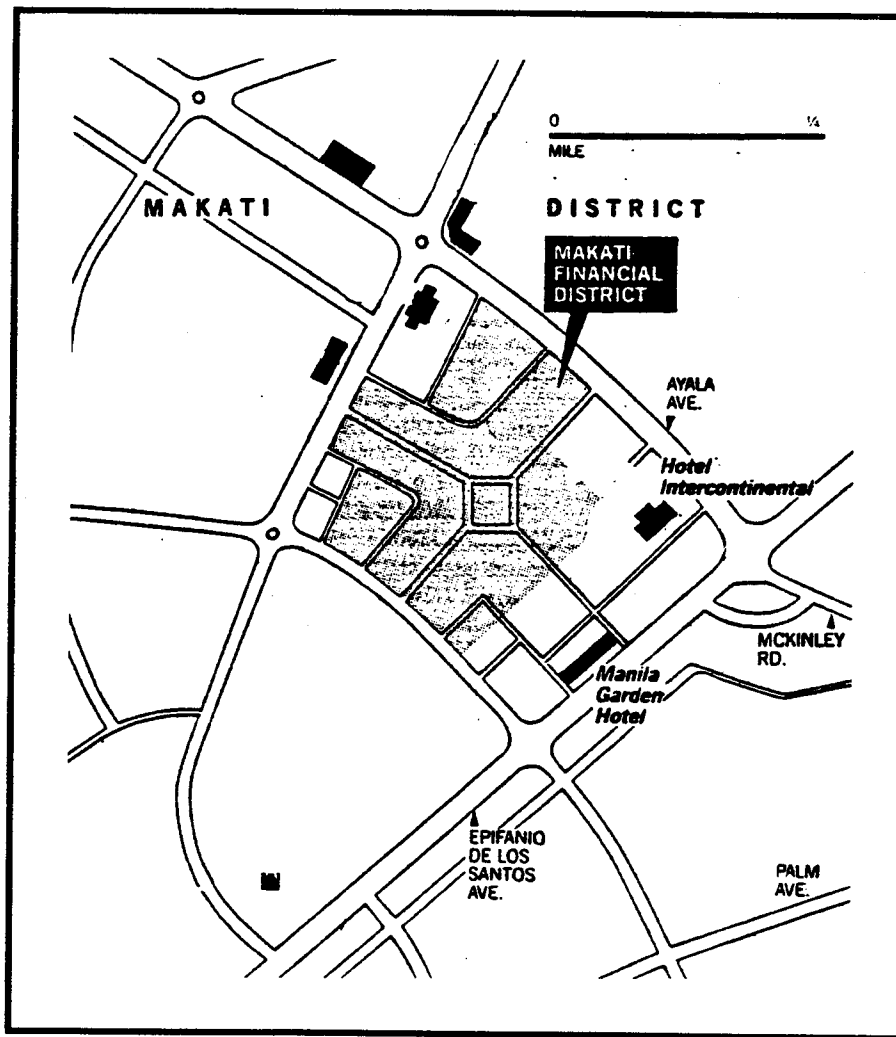 0 ¼
MILE
MAKATI DISTRICT
MAKATI
FINANCIAL
DISTRICT
AYALA
AVE.
Hotel
Intercontinental
MCKINLEY
RD.
Manila
Garden
Hotel
EPIFANIO
DE LOS
SANTOS
AVE.
PALM
AVE.